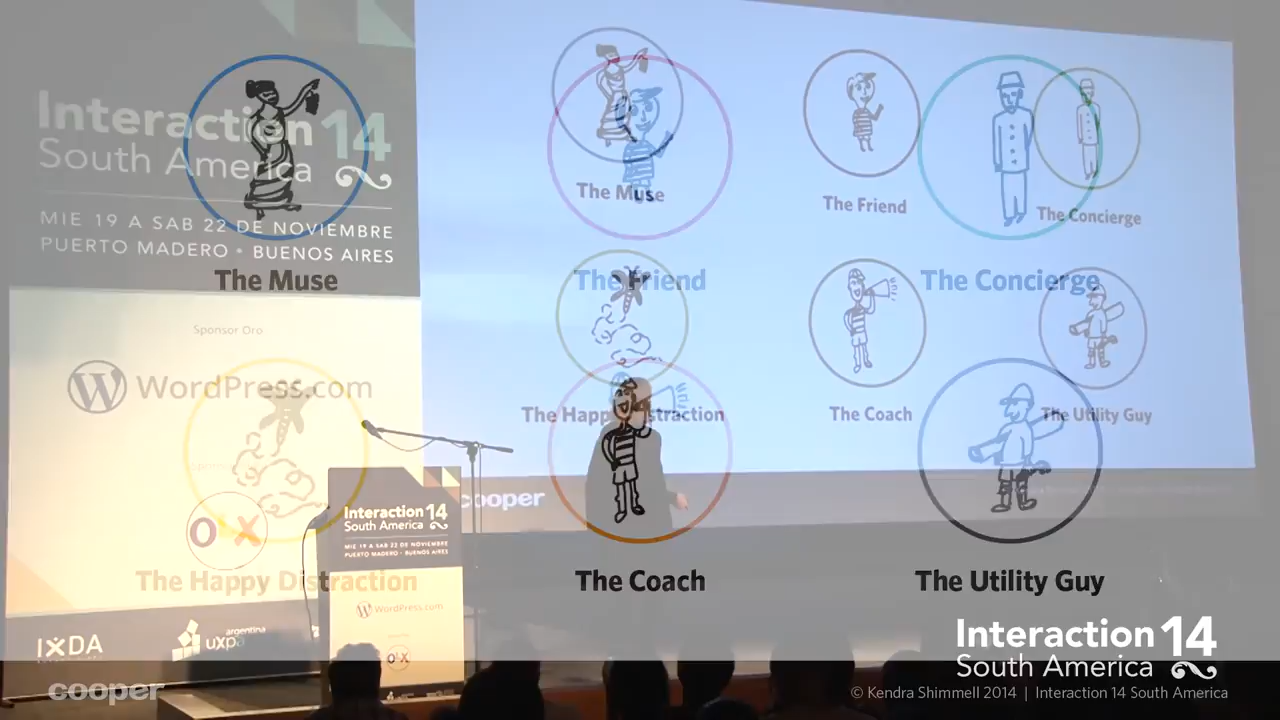 Interaction 14
South America
MIE 19 A SAB 22 DE NOVIEMBRE
PUERTO MADERO • BUENOS AIRES
The Muse
The Friend
The Concierge
The Happy Distraction
The Coach
The Utility Guy
The Muse
The Friend
The Concierge
The Happy Distraction
The Coach
The Utility Guy
Sponsor Oro
WordPress.com
OLX
IXDA
argentina
uxpa
cooper
Interaction 14
South America
MIE 19 A SAB 22 DE NOVIEMBRE
PUERTO MADERO • BUENOS AIRES
WordPress.com
OLX
Interaction 14
South America
cooper
© Kendra Shimmell 2014 | Interaction 14 South America